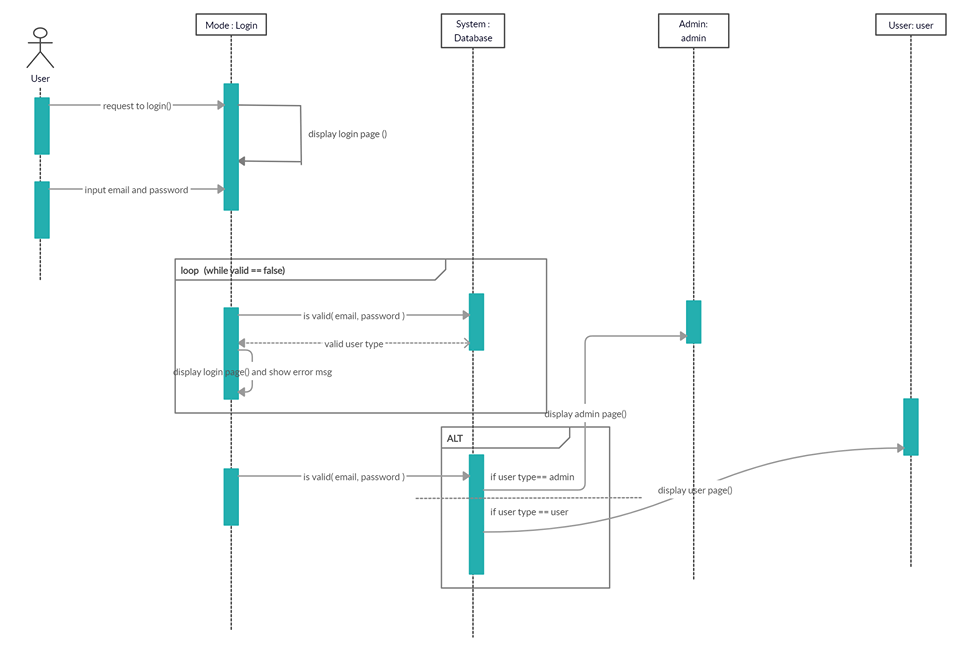 Mode : Login
System :
Database
Admin:
admin
Usser: user
User
request to login()
display login page ()
input email and password
loop (while valid == false)
is valid( email, password )
valid user type
display login page() and show error msg
display admin page()
ALT
is valid( email, password )
if user type== admin
display user page()
if user type == user